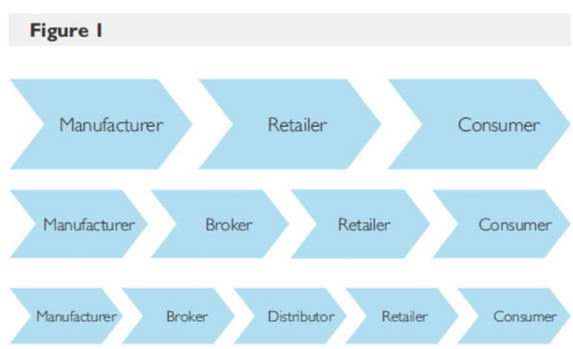 Figure 1
Manufacturer Retailer Consumer
Manufacturer Broker Retailer Consumer
Manufacturer Broker Distributor Retailer Consumer